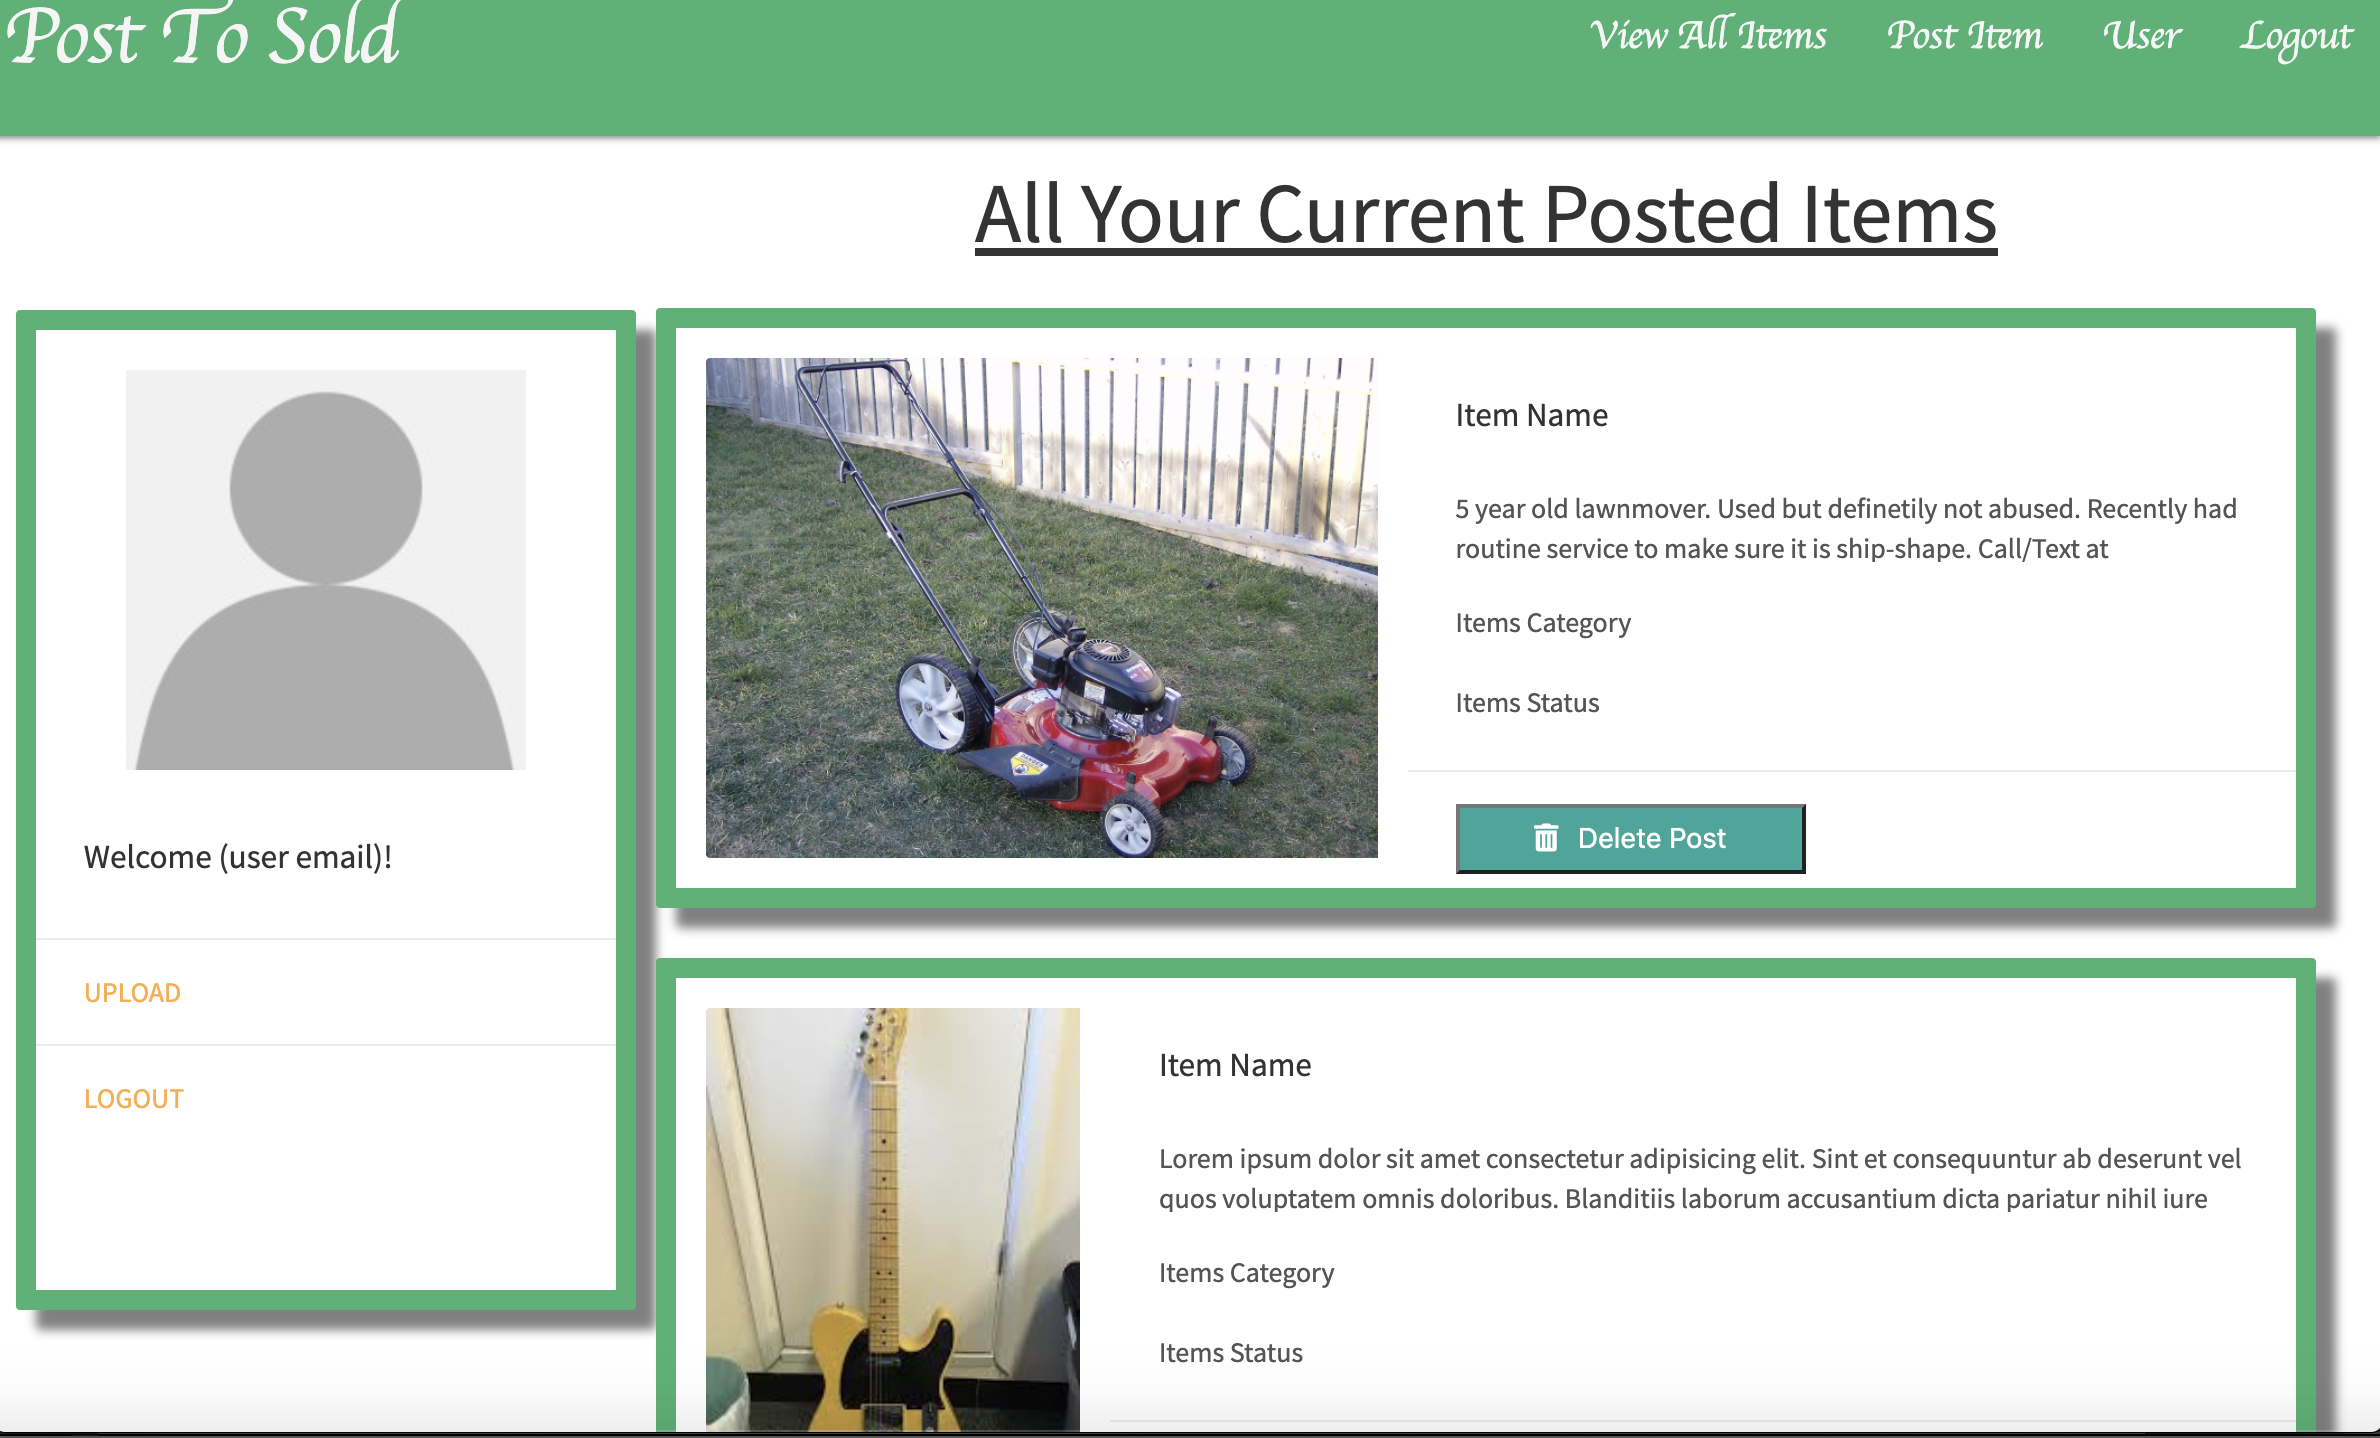 Post To Sold
View All Items
Post Item
User
Logout
All Your Current Posted Items
Welcome (user email)!
UPLOAD
LOGOUT
Item Name
5 year old lawnmover. Used but definetily not abused. Recently had
routine service to make sure it is ship-shape. Call/Text at
Items Category
Items Status
DANGER
Delete Post
Item Name
Lorem ipsum dolor sit amet consectetur adipisicing elit. Sint et consequuntur ab deserunt vel
quos voluptatem omnis doloribus. Blanditiis laborum accusantium dicta pariatur nihil iure
Items Category
Items Status